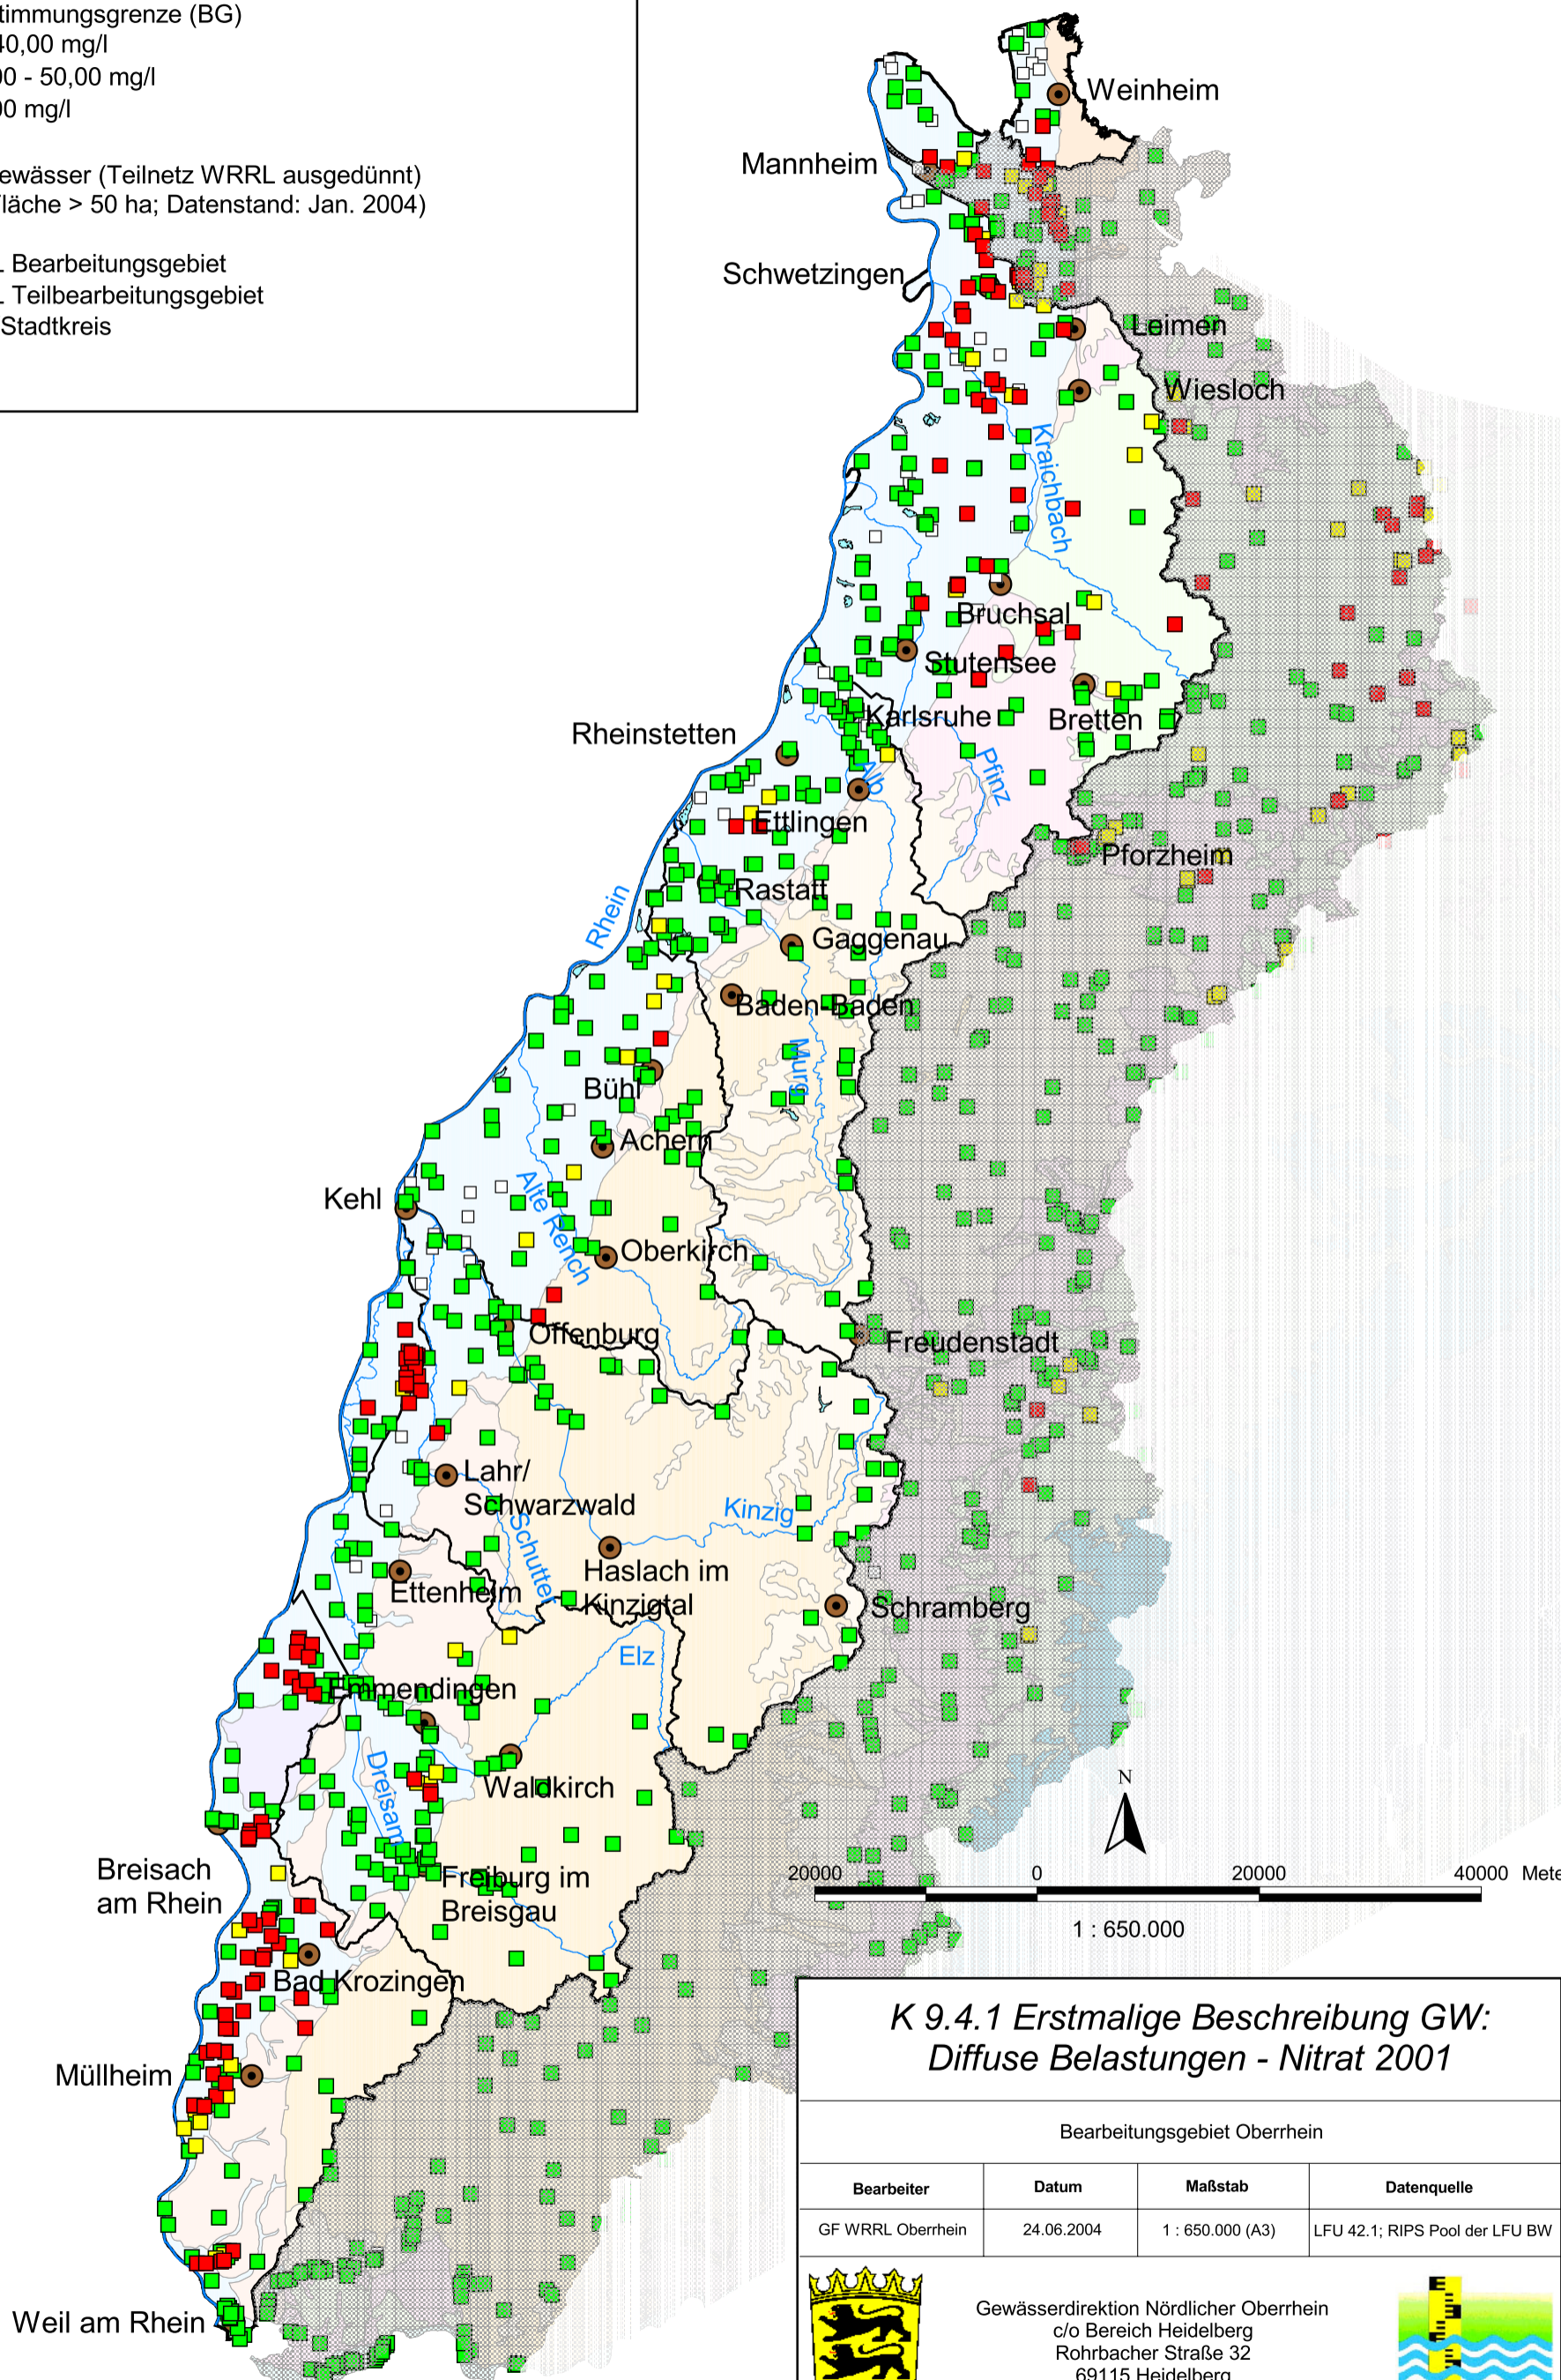 timmungsgrenze (BG)
40,00 mg/l
00 - 50,00 mg/l
00 mg/l
ewässer (Teilnetz WRRL ausgedünnt)
läche > 50 ha; Datenstand: Jan. 2004)
Bearbeitungsgebiet
Teilbearbeitungsgebiet
Stadtkreis
Weinheim
Mannheim
Schwetzingen
Leimen
Wiesloch
Kraichbach
Bruchsal
Stutensee
Karlsruhe
Bretten
Rheinstetten
Pfinz
Alb
Ettlingen
Pforzheim
Rastatt
Rhein
Gaggenau
Baden-Baden
Murg
Bühl
Achern
Kehl
Alte Rench
Oberkirch
Offenburg
Freudenstadt
Lahr/
Schwarzwald
Kinzig
Schutter
Haslach im
Kinzigtal
Ettenheim
Schramberg
Elz
Emmendingen
Dreisam
Waldkirch
N
Breisach
am Rhein
Freiburg im
Breisgau
20000 0 20000 40000 Mete
1 : 650.000
Bad Krozingen
Müllheim
Weil am Rhein
K 9.4.1 Erstmalige Beschreibung GW:
Diffuse Belastungen - Nitrat 2001
Bearbeitungsgebiet Oberrhein
Bearbeiter Datum Maßstab Datenquelle
GF WRRL Oberrhein 24.06.2004 1 : 650.000 (A3) LFU 42.1; RIPS Pool der LFU BW
Gewässerdirektion Nördlicher Oberrhein
c/o Bereich Heidelberg
Rohrbacher Straße 32
69115 Heidelberg